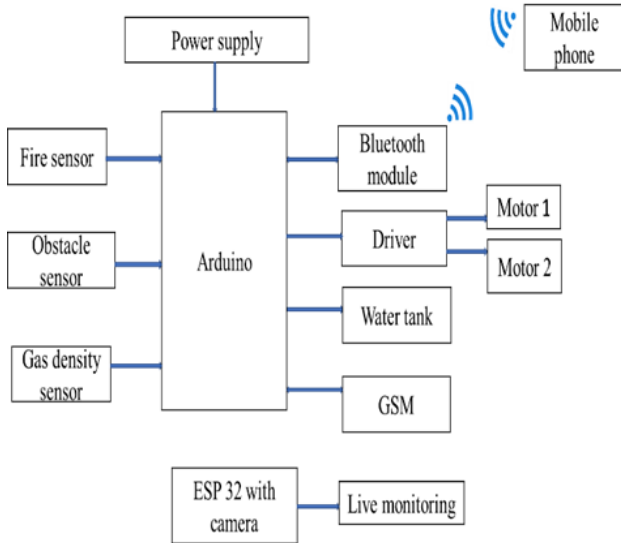 Power supply
Mobile
phone
Fire sensor
Bluetooth
module
Motor 1
Obstacle
sensor
Arduino
Driver
Motor 2
Water tank
Gas density
sensor
GSM
ESP 32 with
camera
Live monitoring